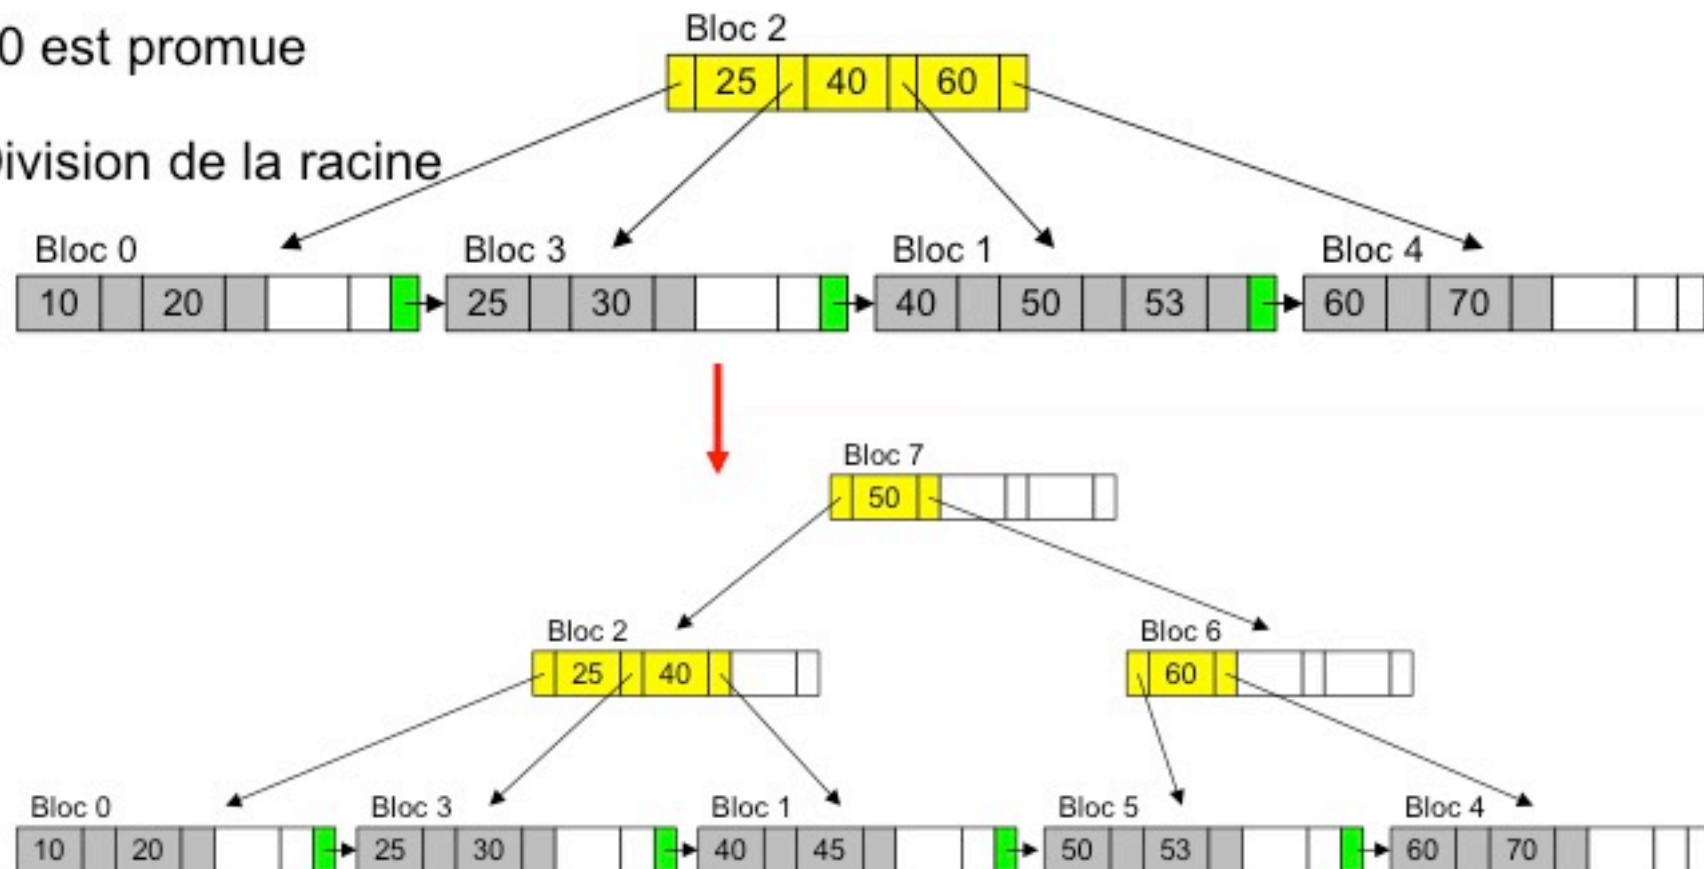 0 est promue
Division de la racine
Bloc 2
25 40 60
Bloc 0 Bloc 3 Bloc 1 Bloc 4
10 20 25 30 40 50 53 60 70
Bloc 7
50
Bloc 2 Bloc 6
25 40 60
Bloc 0 Bloc 3 Bloc 1 Bloc 5 Bloc 4
10 20 25 30 40 45 50 53 60 70